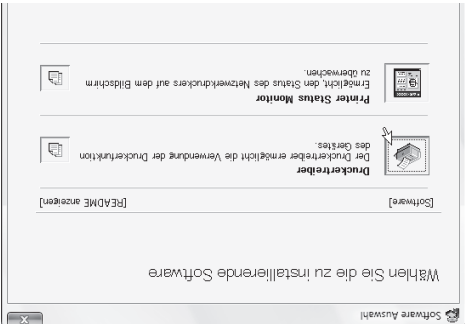 Software Auswahl
Wählen Sie die zu installierende Software
[Software] [README anzeigen]
Druckertreiber
Der Druckertreiber ermöglicht die Verwendung der Druckerfunktion
des Gerätes.
Printer Status Monitor
Ermöglicht, den Status des Netzwerkdruckers auf dem Bildschirm
zu überwachen.